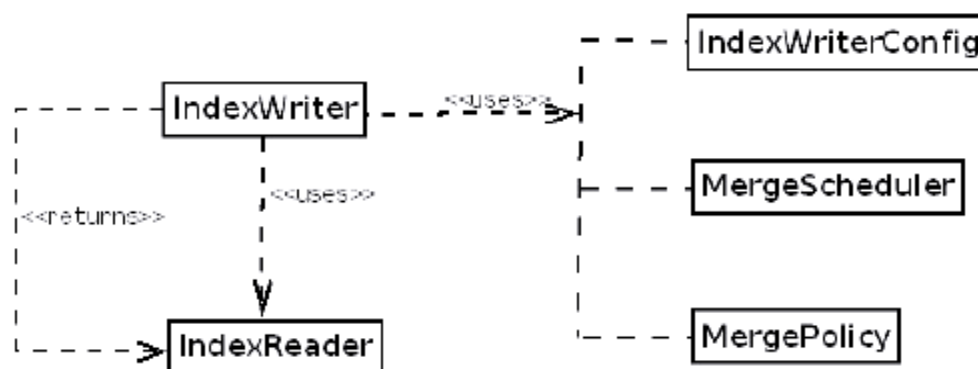 IndexWriterConfig
IndexWriter
<<uses>>
MergeScheduler
<<uses>>
<<returns>>
IndexReader
MergePolicy